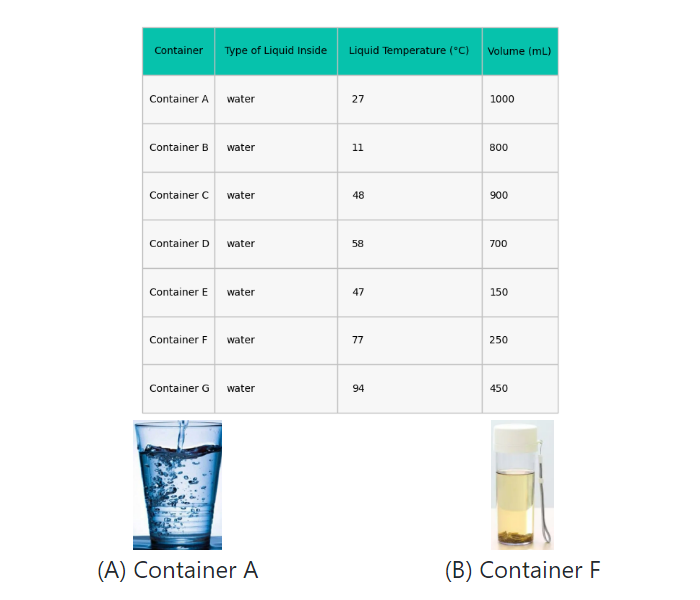 Container Type of Liquid Inside Liquid Temperature (°C) Volume (mL)
Container A water 27 1000
Container B water 11 800
Container C water 48 900
Container D water 58 700
Container E water 47 150
Container F water 77 250
Container G water 94 450
(A) Container A (B) Container F